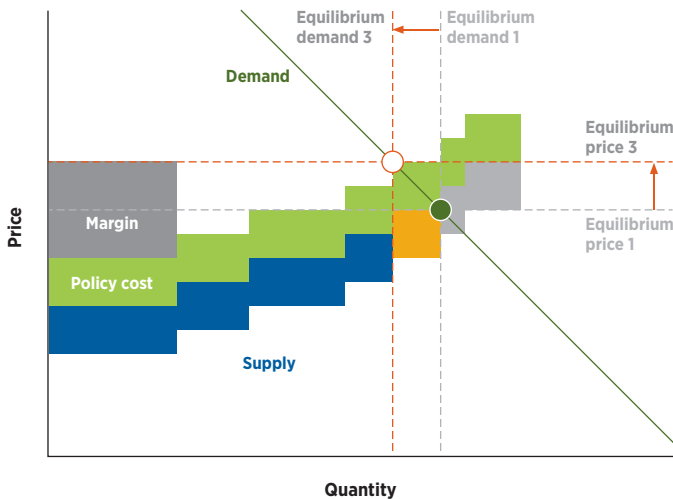 Equilibrium
demand 3
Equilibrium
demand 1
Demand
Equilibrium
price 3
Margin
Equilibrium
price 1
Policy cost
Supply
Price
Quantity